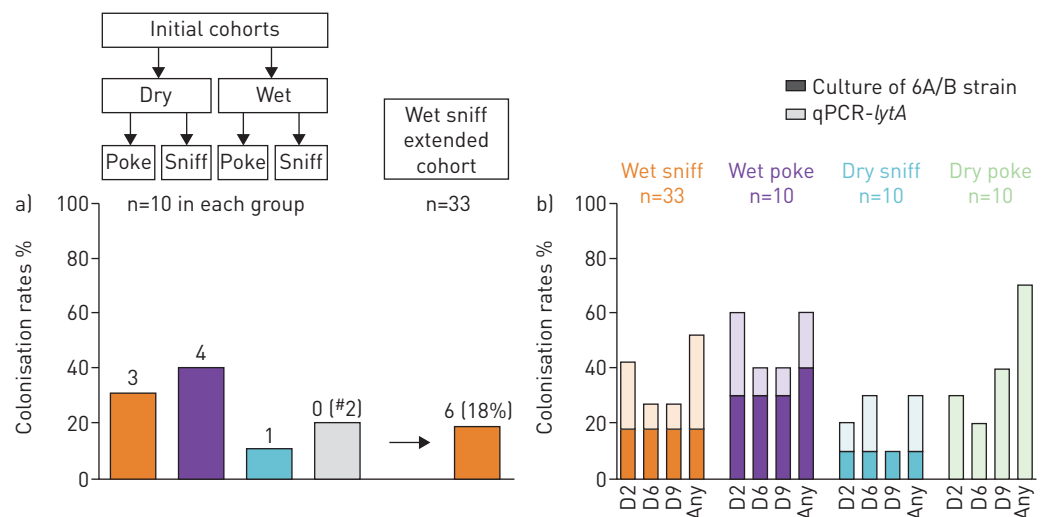 Initial cohorts
Dry Wet
Poke Sniff Poke Sniff
Wet sniff
extended
cohort
a) n=10 in each group n=33
Colonisation rates %
100
80
60
40
20
0
3
4
1
0 (#2)
6 (18%)
Culture of 6A/B strain
qPCR-lytA
b)
Wet sniff
n=33
Wet poke
n=10
Dry sniff
n=10
Dry poke
n=10
Colonisation rates %
100
80
60
40
20
0
D2 D6 D9 Any D2 D6 D9 Any D2 D6 D9 Any D2 D6 D9 Any